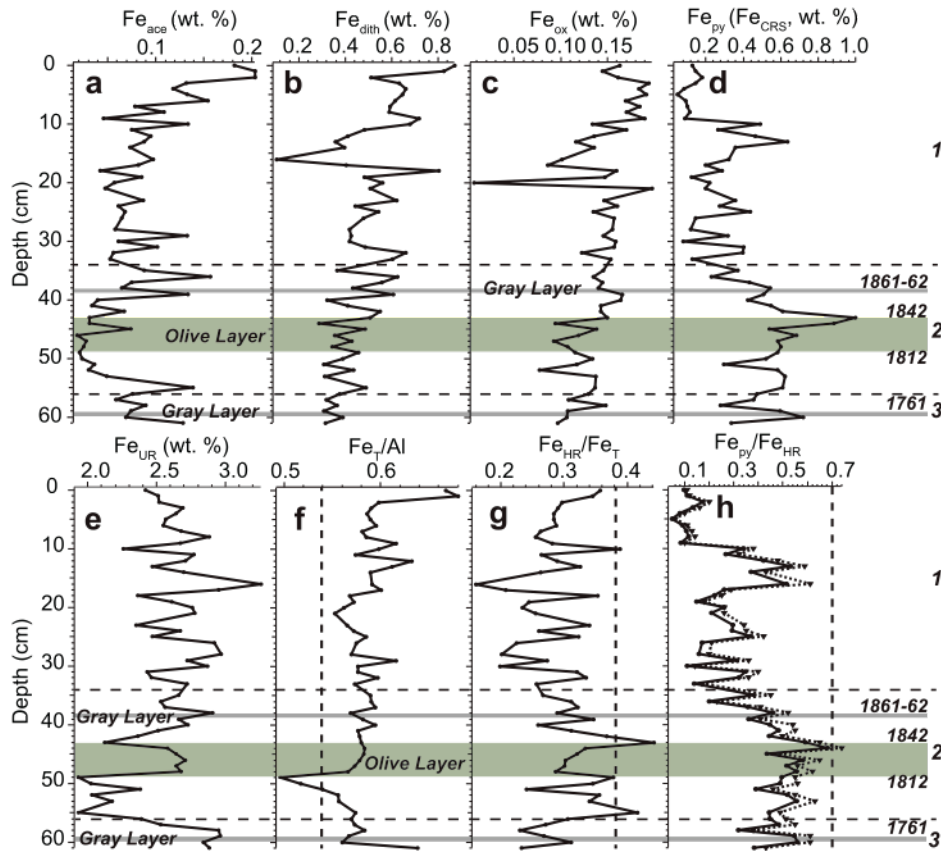 Fe_ace (wt. %) Fe_dith (wt. %) Fe_ox (wt. %) Fe_py (Fe_CRS, wt. %)
0.1 0.2 0.2 0.4 0.6 0.8 0.05 0.10 0.15 0.2 0.4 0.6 0.8 1.0
a b c d
0
10
20
30
40
50
60
Depth (cm)
1
1861-62
Gray Layer
1842
Olive Layer 2
1812
1761
Gray Layer 3
Fe_UR (wt. %) Fe_T/Al Fe_HR/Fe_T Fe_py/Fe_HR
2.0 2.5 3.0 0.5 0.6 0.2 0.3 0.4 0.1 0.3 0.5 0.7
e f g h
0
10
20
30
40
50
60
Depth (cm)
1
1861-62
Gray Layer
1842
Olive Layer 2
1812
1761
Gray Layer 3